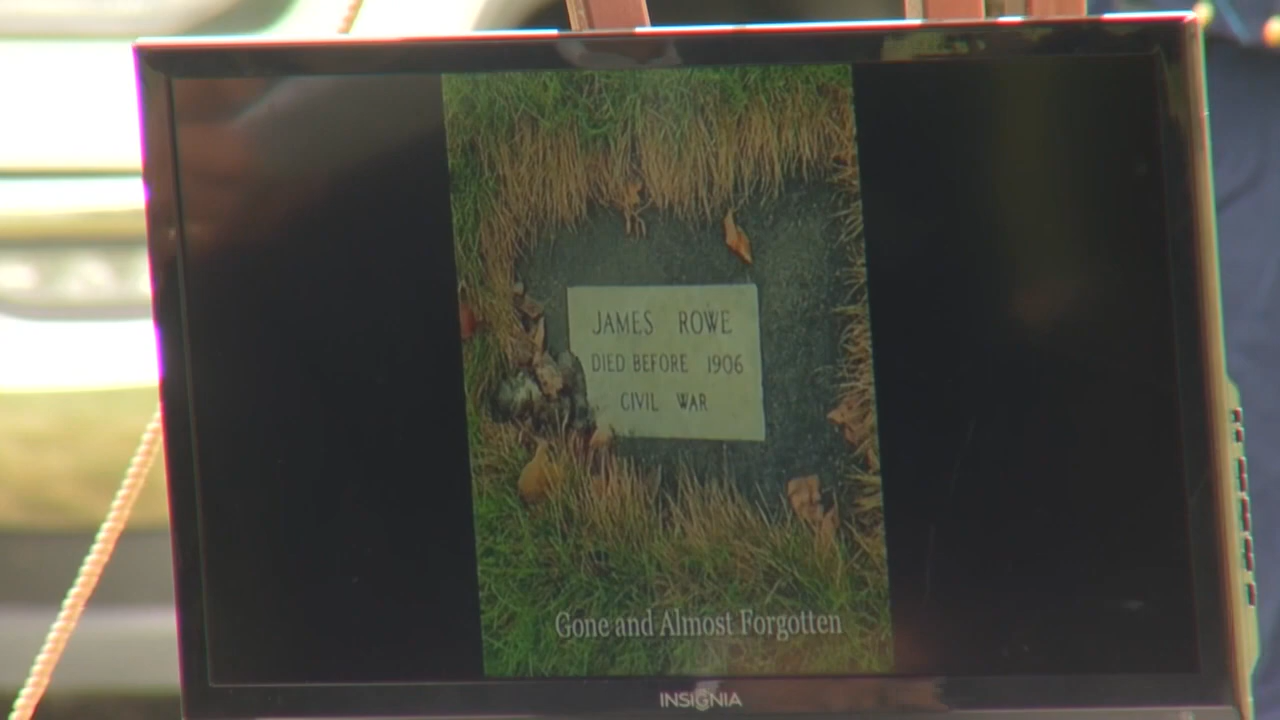 JAMES ROWE
DIED BEFORE 1906
CIVIL WAR
Gone and Almost Forgotten
INSIGNIA